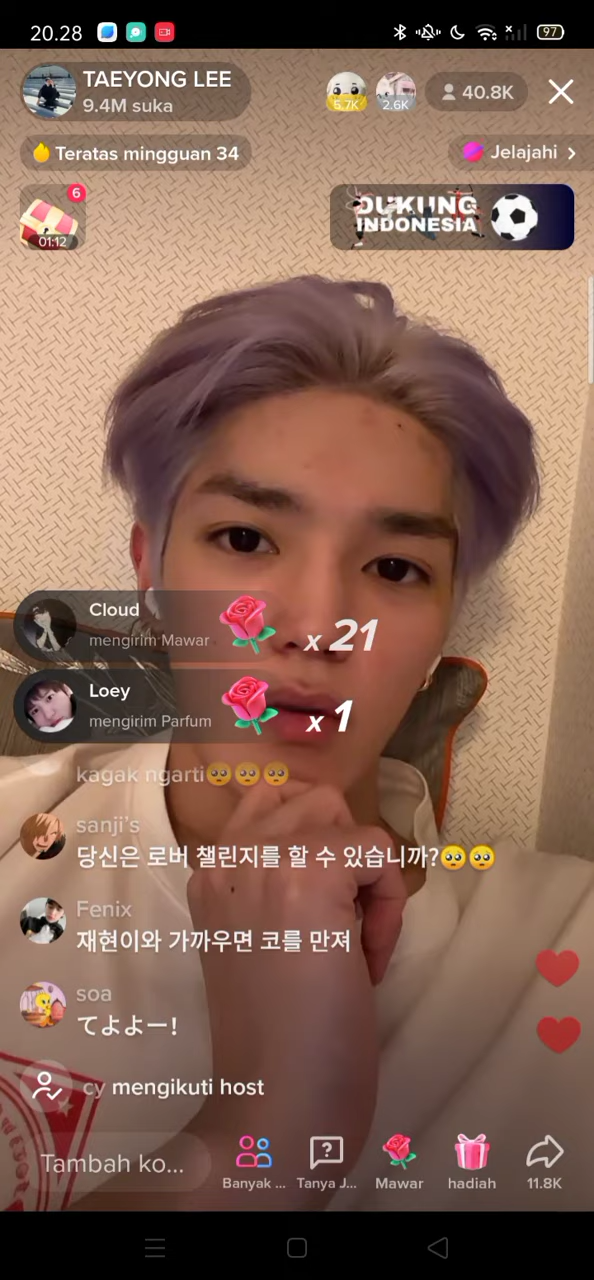 20.28
97
TAEYONG LEE
9.4M suka
5.7K
2.6K
40.8K
Teratas mingguan 34
Jelajahi
6
01:12
DUKUNG
INDONESIA
Cloud
mengirim Mawar
x 21
Loey
mengirim Parfum
x 1
kagak ngarti🥺🥺🥺
sanji's
당신은 로버 챌린지를 할 수 있습니까?🥺🥺
Fenix
재현이와 가까우면 코를 만져
soa
てよよー!
cy mengikuti host
Tambah ko...
Banyak ...
Tanya J...
Mawar
hadiah
11.8K